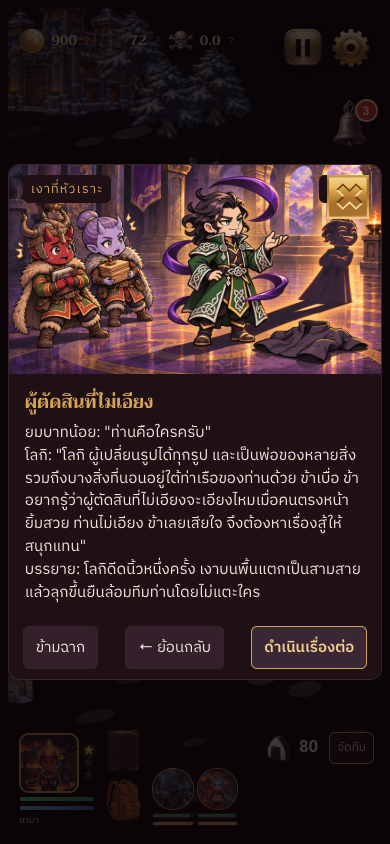 900 ?
72 ?
0.0 ?
3
เงาที่หัวเราะ
ผู้ตัดสินที่ไม่เอียง
ยมบาทน้อย: "ท่านคือใครครับ"
โลกิ: "โลกิ ผู้เปลี่ยนรูปได้ทุกรูป และเป็นพ่อของหลายสิ่ง
รวมถึงบางสิ่งที่นอนอยู่ใต้ท่าเรือของท่านด้วย ข้าเบื่อ ข้า
อยากรู้ว่าผู้ตัดสินที่ไม่เอียงจะเอียงไหมเมื่อคนตรงหน้า
ยิ้มสวย ท่านไม่เอียง ข้าเลยเสียใจ จึงต้องหาเรื่องสู้ให้
สนุกแทน"
บรรยาย: โลกิดีดนิ้วหนึ่งครั้ง เงาบนพื้นแตกเป็นสามสาย
แล้วลุกขึ้นยืนล้อมทีมท่านโดยไม่แตะใคร
ข้ามฉาก
← ย้อนกลับ
ดำเนินเรื่องต่อ
80
จัดทีม
ยามา